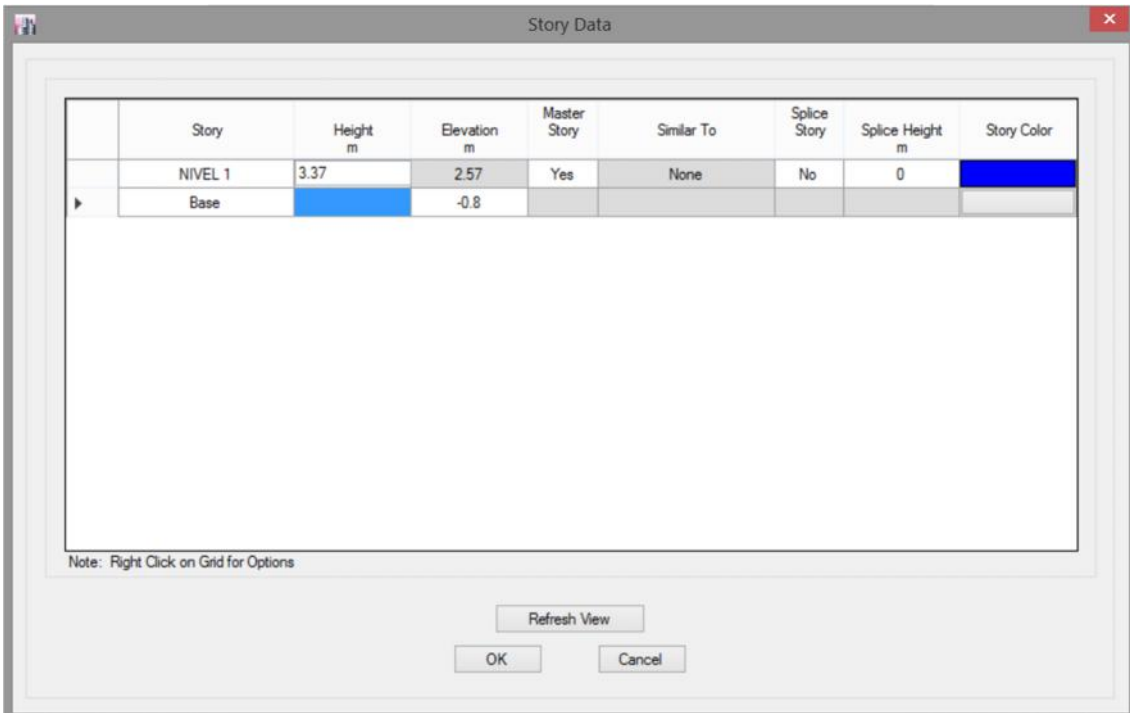 Story Data
Story Height m Elevation m Master Story Similar To Splice Story Splice Height m Story Color
NIVEL 1 3.37 2.57 Yes None No 0
Base -0.8
Note: Right Click on Grid for Options
Refresh View
OK Cancel